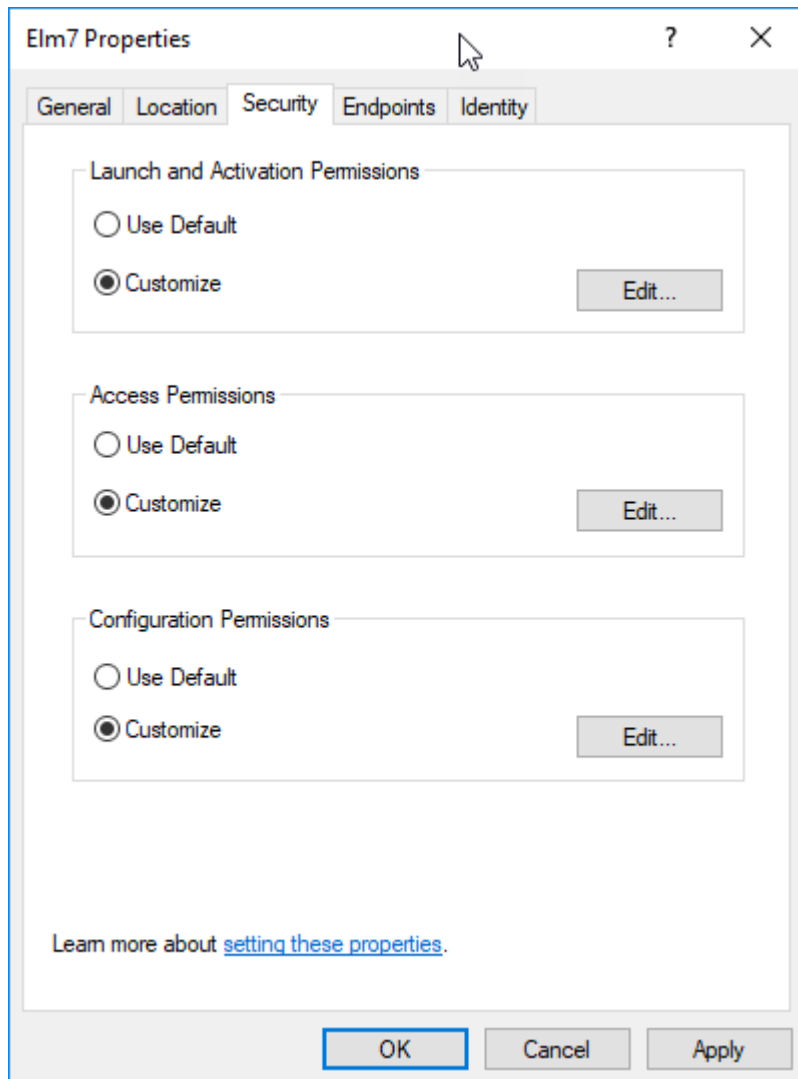 Elm7 Properties
?
General Location Security Endpoints Identity
Launch and Activation Permissions
Use Default
Customize
Edit...
Access Permissions
Use Default
Customize
Edit...
Configuration Permissions
Use Default
Customize
Edit...
Learn more about setting these properties.
OK Cancel Apply